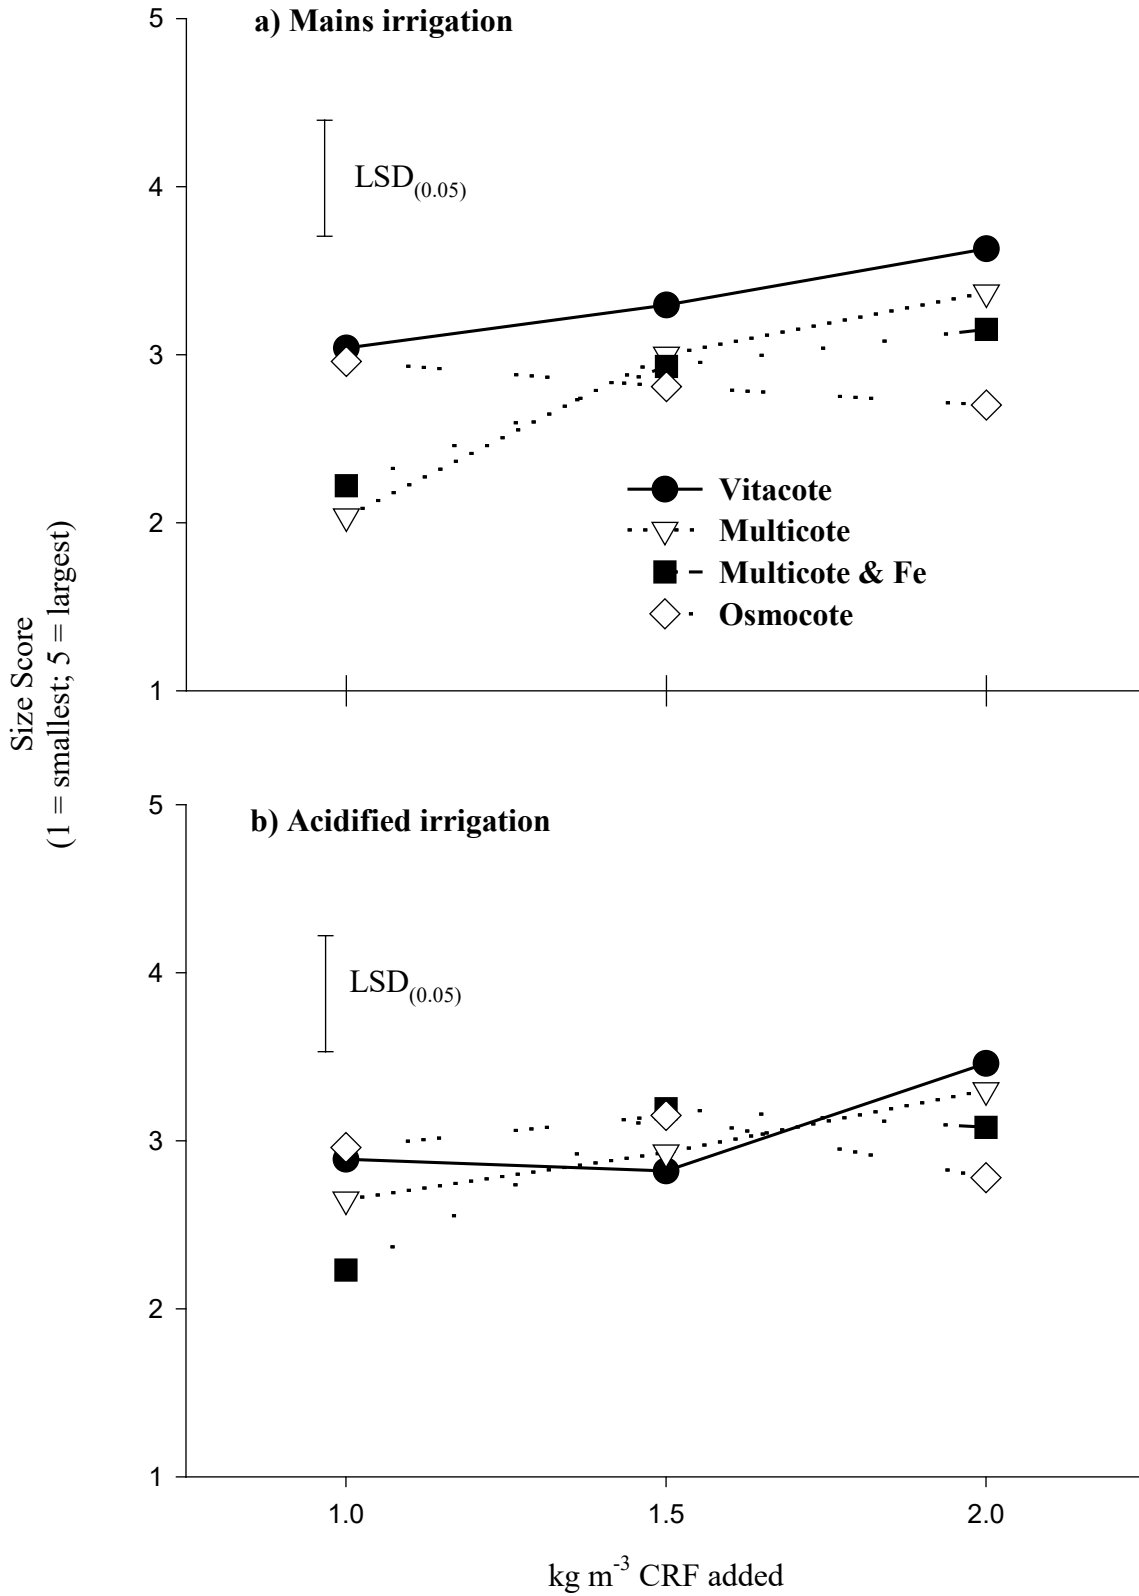 5
a) Mains irrigation
4
LSD(0.05)
3
Vitacote
2
Multicote
Multicote & Fe
Osmocote
1
Size Score
(1 = smallest; 5 = largest)
5
b) Acidified irrigation
4
LSD(0.05)
3
2
1
1.0 1.5 2.0
kg m-3 CRF added